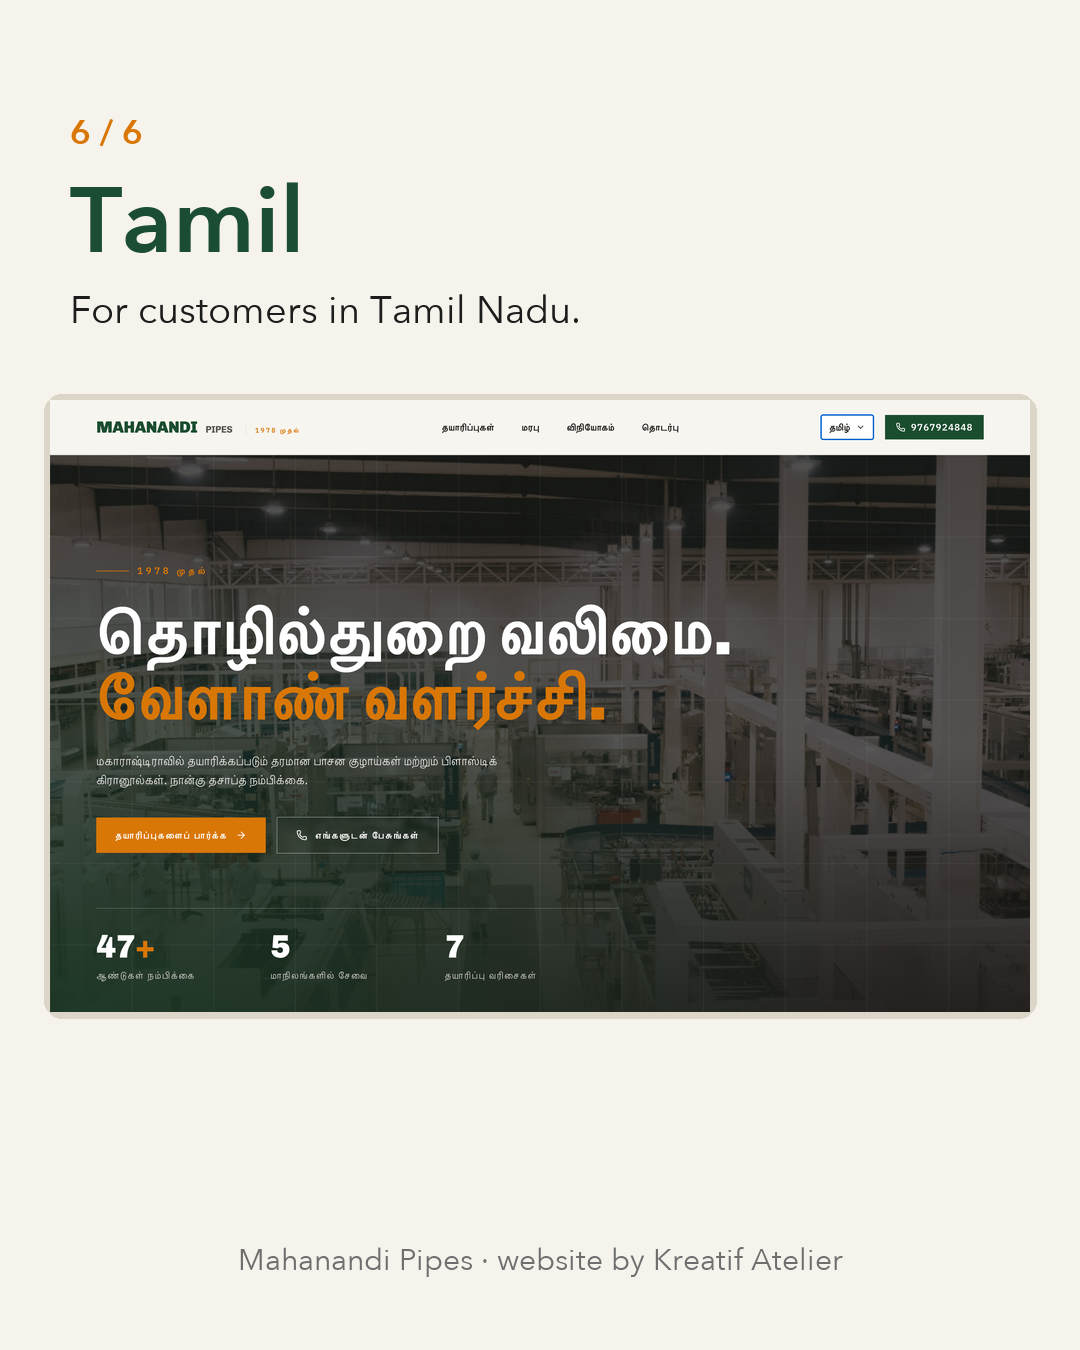 6 / 6
Tamil
For customers in Tamil Nadu.
MAHANANDI PIPES 1978 முதல் தயாரிப்புகள் மரபு விநியோகம் தொடர்பு தமிழ் 9767924848
1978 முதல்
தொழில்துறை வலிமை.
வேளாண் வளர்ச்சி.
மகாராஷ்டிராவில் தயாரிக்கப்படும் தரமான பாசன குழாய்கள் மற்றும் பிளாஸ்டிக்
கிரானூல்கள். நான்கு தசாப்த நம்பிக்கை.
தயாரிப்புகளைப் பார்க்க எங்களுடன் பேசுங்கள்
47+ 5 7
ஆண்டுகள் நம்பிக்கை மாநிலங்களில் சேவை தயாரிப்பு வரிசைகள்
Mahanandi Pipes · website by Kreatif Atelier